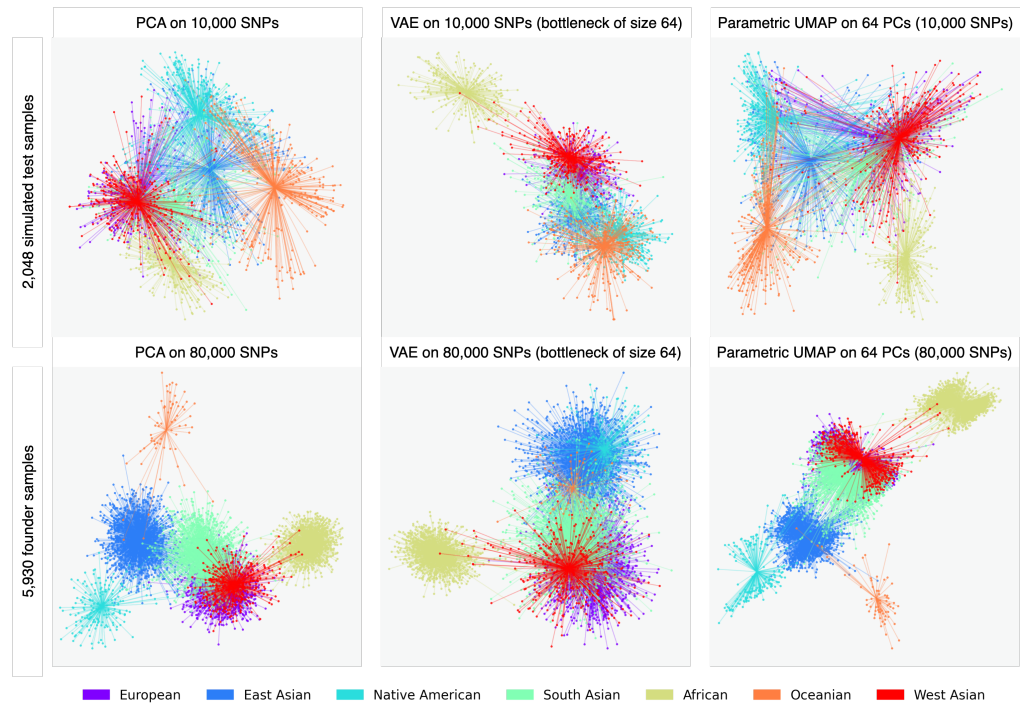 PCA on 10,000 SNPs
VAE on 10,000 SNPs (bottleneck of size 64)
Parametric UMAP on 64 PCs (10,000 SNPs)
2,048 simulated test samples
PCA on 80,000 SNPs
VAE on 80,000 SNPs (bottleneck of size 64)
Parametric UMAP on 64 PCs (80,000 SNPs)
5,930 founder samples
European
East Asian
Native American
South Asian
African
Oceanian
West Asian